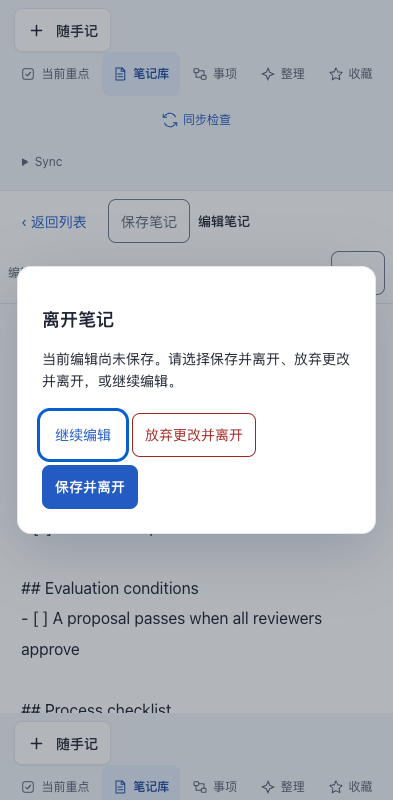 随手记
当前重点 笔记库 事项 整理 收藏
同步检查
Sync
‹ 返回列表 保存笔记 编辑笔记
离开笔记
当前编辑尚未保存。请选择保存并离开、放弃更改
并离开，或继续编辑。
继续编辑 放弃更改并离开
保存并离开
## Evaluation conditions
- [ ] A proposal passes when all reviewers
approve
## Process checklist
随手记
当前重点 笔记库 事项 整理 收藏